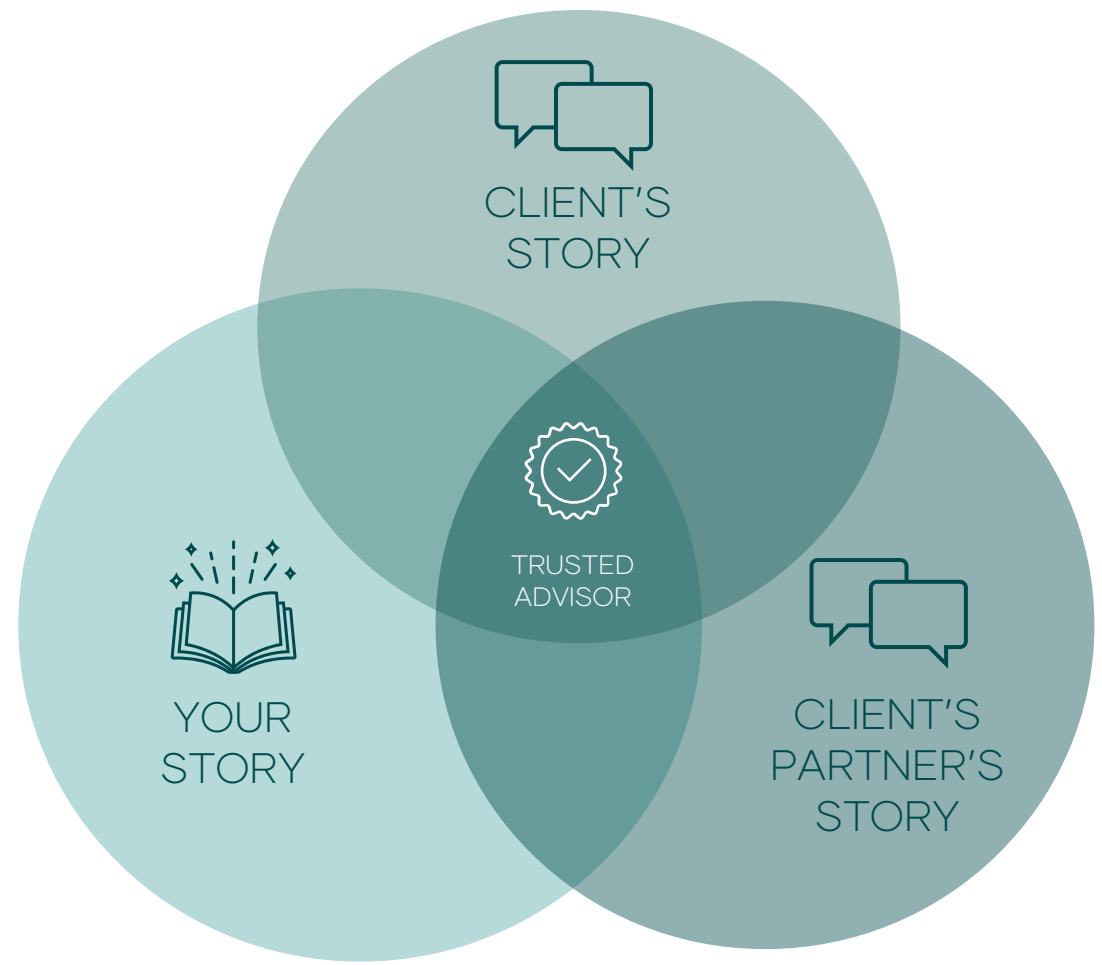 CLIENT’S
STORY
TRUSTED
ADVISOR
YOUR
STORY
CLIENT’S
PARTNER’S
STORY